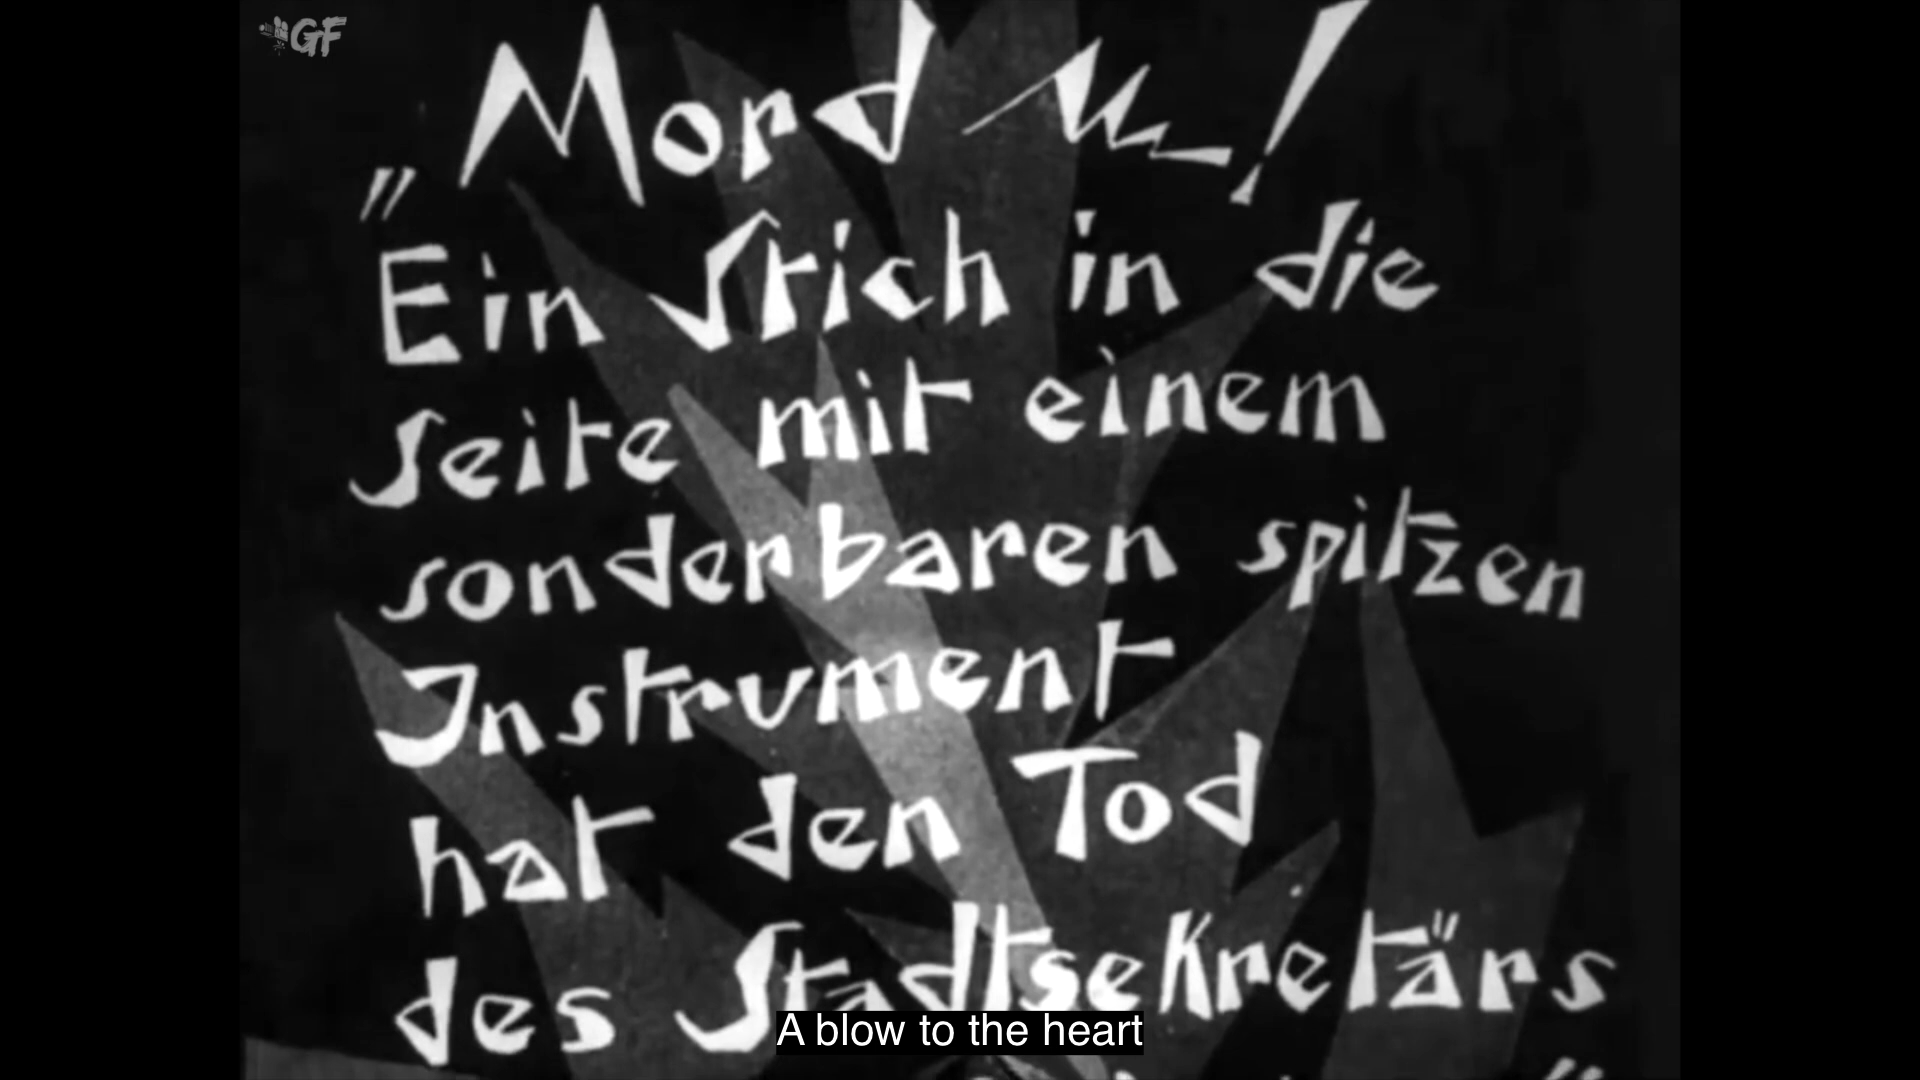 GF
Mord !
„Ein Stich in die
Seite mit einem
sonderbaren spitzen
Instrument
hat den Tod
des Stadtsekretärs
A blow to the heart